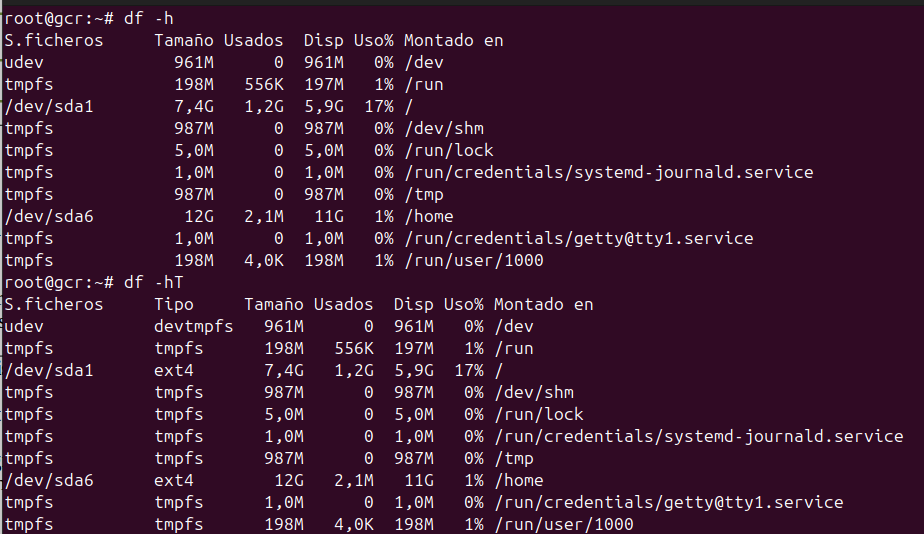 root@gcr:~# df -h
S.ficheros     Tamaño Usados  Disp Uso% Montado en
udev             961M      0  961M   0% /dev
tmpfs            198M   556K  197M   1% /run
/dev/sda1        7,4G   1,2G  5,9G  17% /
tmpfs            987M      0  987M   0% /dev/shm
tmpfs            5,0M      0  5,0M   0% /run/lock
tmpfs            1,0M      0  1,0M   0% /run/credentials/systemd-journald.service
tmpfs            987M      0  987M   0% /tmp
/dev/sda6         12G   2,1M   11G   1% /home
tmpfs            1,0M      0  1,0M   0% /run/credentials/getty@tty1.service
tmpfs            198M   4,0K  198M   1% /run/user/1000
root@gcr:~# df -hT
S.ficheros     Tipo     Tamaño Usados  Disp Uso% Montado en
udev           devtmpfs   961M      0  961M   0% /dev
tmpfs          tmpfs      198M   556K  197M   1% /run
/dev/sda1      ext4       7,4G   1,2G  5,9G  17% /
tmpfs          tmpfs      987M      0  987M   0% /dev/shm
tmpfs          tmpfs      5,0M      0  5,0M   0% /run/lock
tmpfs          tmpfs      1,0M      0  1,0M   0% /run/credentials/systemd-journald.service
tmpfs          tmpfs      987M      0  987M   0% /tmp
/dev/sda6      ext4        12G   2,1M   11G   1% /home
tmpfs          tmpfs      1,0M      0  1,0M   0% /run/credentials/getty@tty1.service
tmpfs          tmpfs      198M   4,0K  198M   1% /run/user/1000